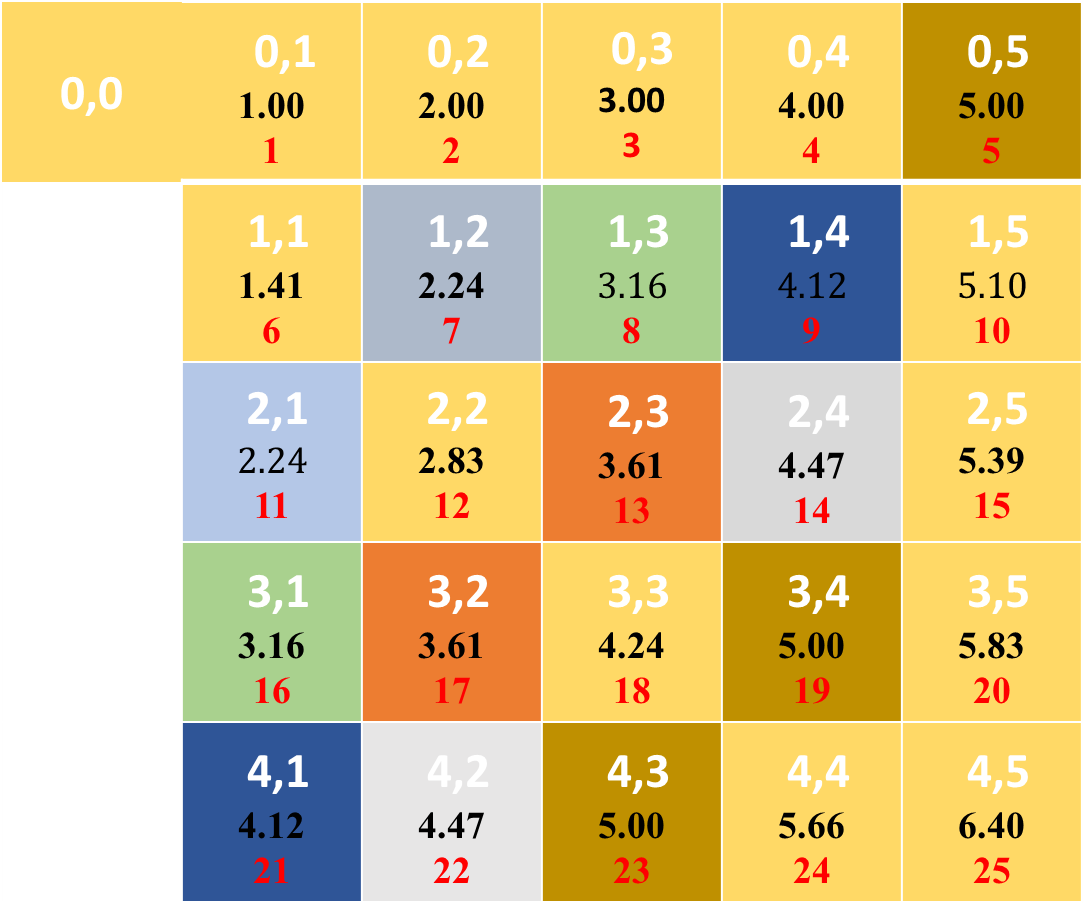 0,0
0,1 0,2 0,3 0,4 0,5
1.00 2.00 3.00 4.00 5.00
1 2 3 4 5
1,1 1,2 1,3 1,4 1,5
1.41 2.24 3.16 4.12 5.10
6 7 8 9 10
2,1 2,2 2,3 2,4 2,5
2.24 2.83 3.61 4.47 5.39
11 12 13 14 15
3,1 3,2 3,3 3,4 3,5
3.16 3.61 4.24 5.00 5.83
16 17 18 19 20
4,1 4,2 4,3 4,4 4,5
4.12 4.47 5.00 5.66 6.40
21 22 23 24 25